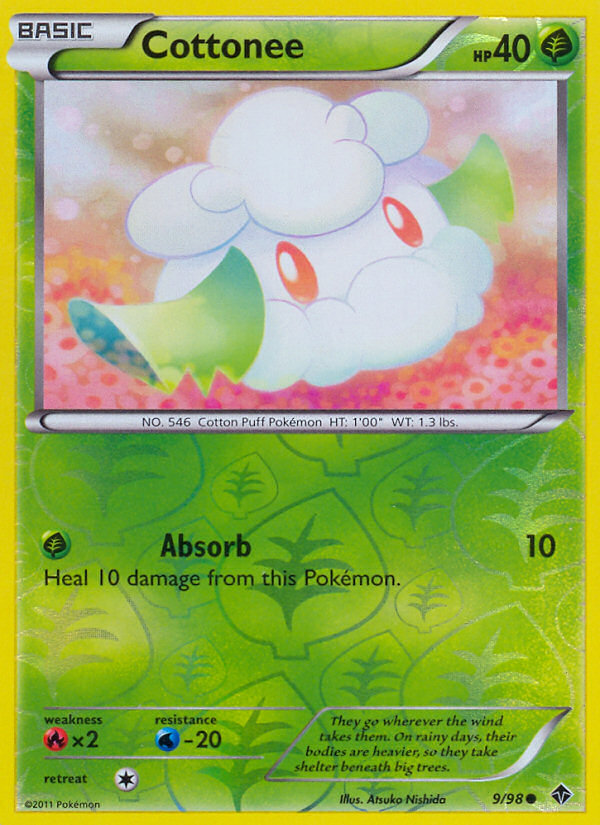 BASIC
Cottonee
HP 40
NO. 546 Cotton Puff Pokémon HT: 1'00" WT: 1.3 lbs.
Absorb 10
Heal 10 damage from this Pokémon.
weakness resistance
×2 -20
They go wherever the wind
takes them. On rainy days, their
bodies are heavier, so they take
shelter beneath big trees.
retreat
Illus. Atsuko Nishida 9/98
©2011 Pokémon